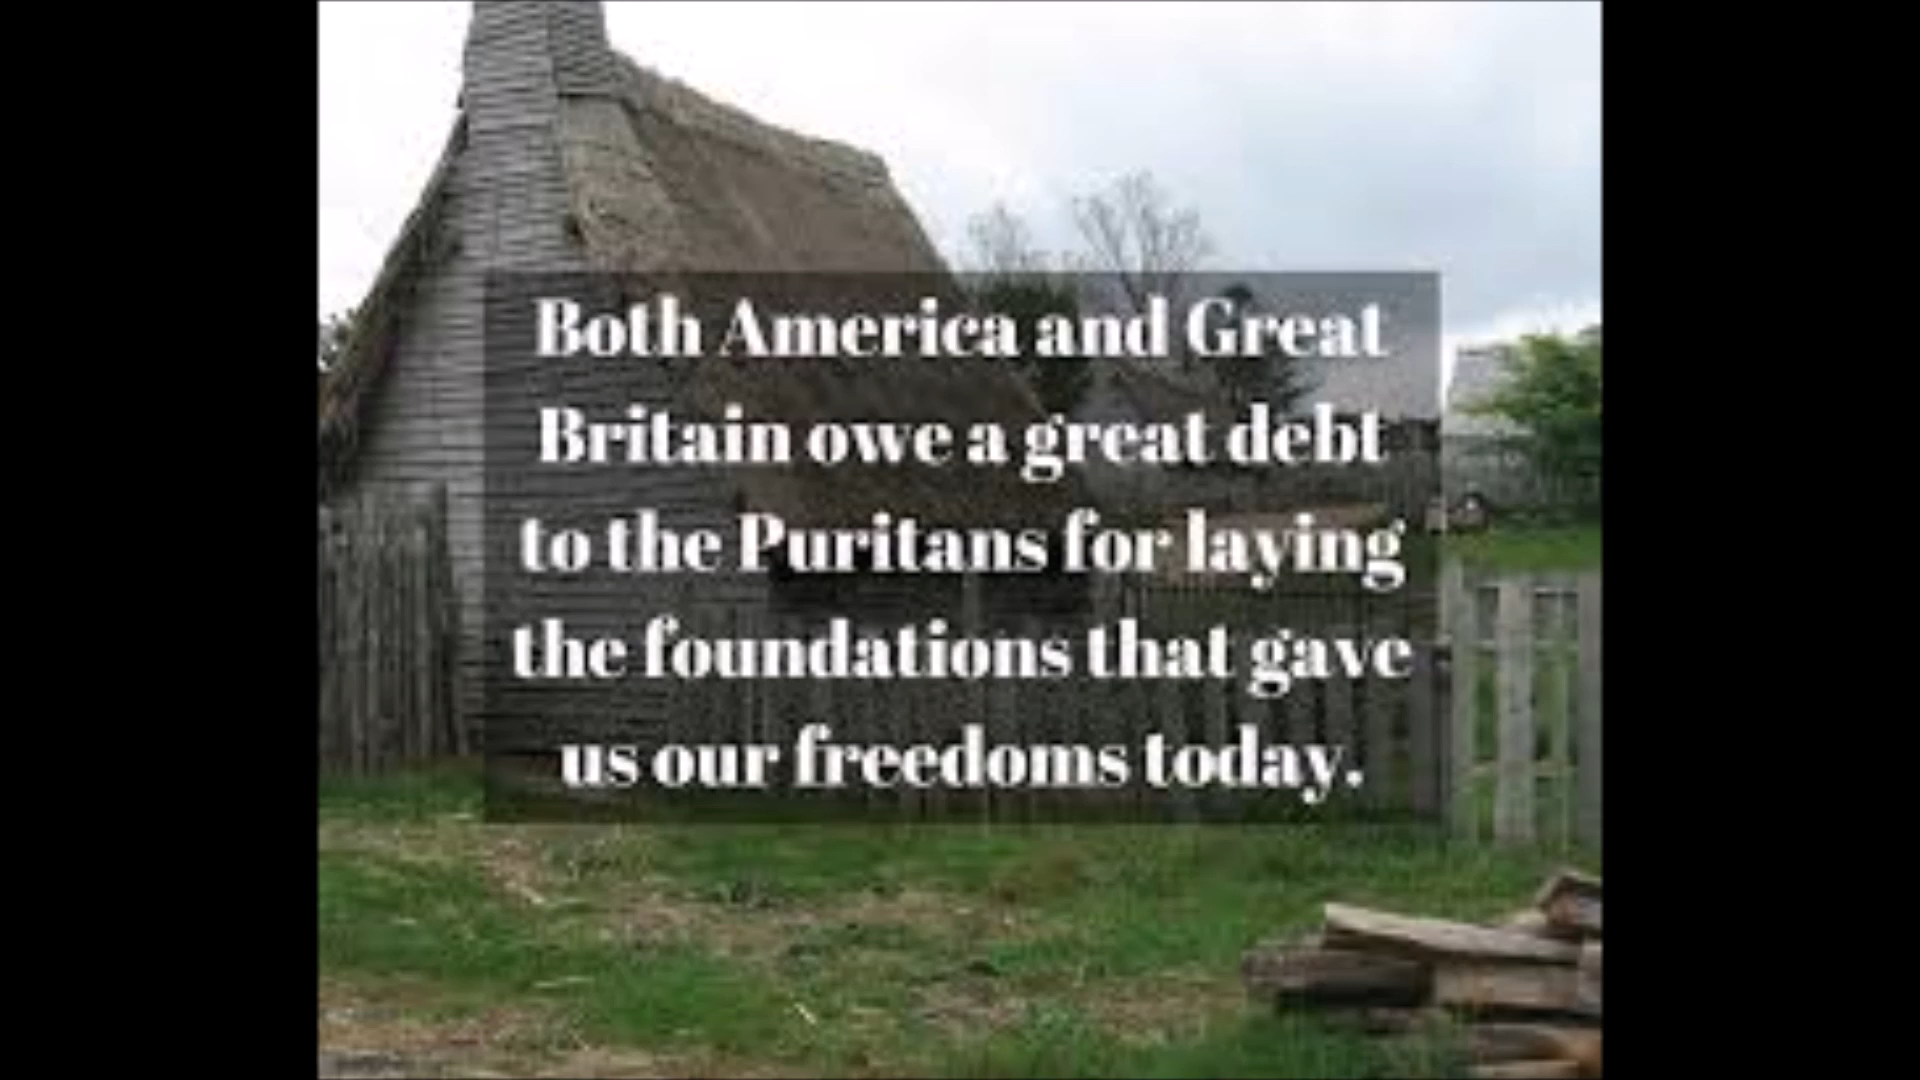 Both America and Great
Britain owe a great debt
to the Puritans for laying
the foundations that gave
us our freedoms today.